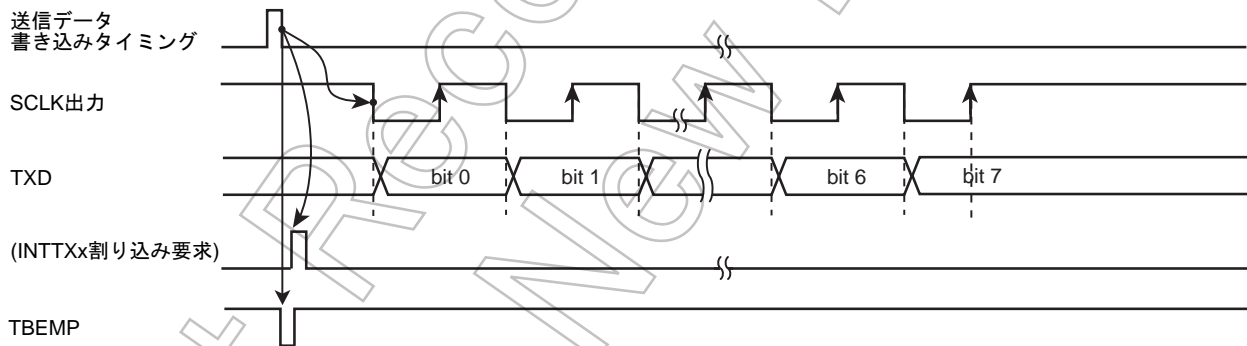 送信データ
書き込みタイミング
SCLK出力
TXD
bit 0
bit 1
bit 6
bit 7
(INTTXx割り込み要求)
TBEMP